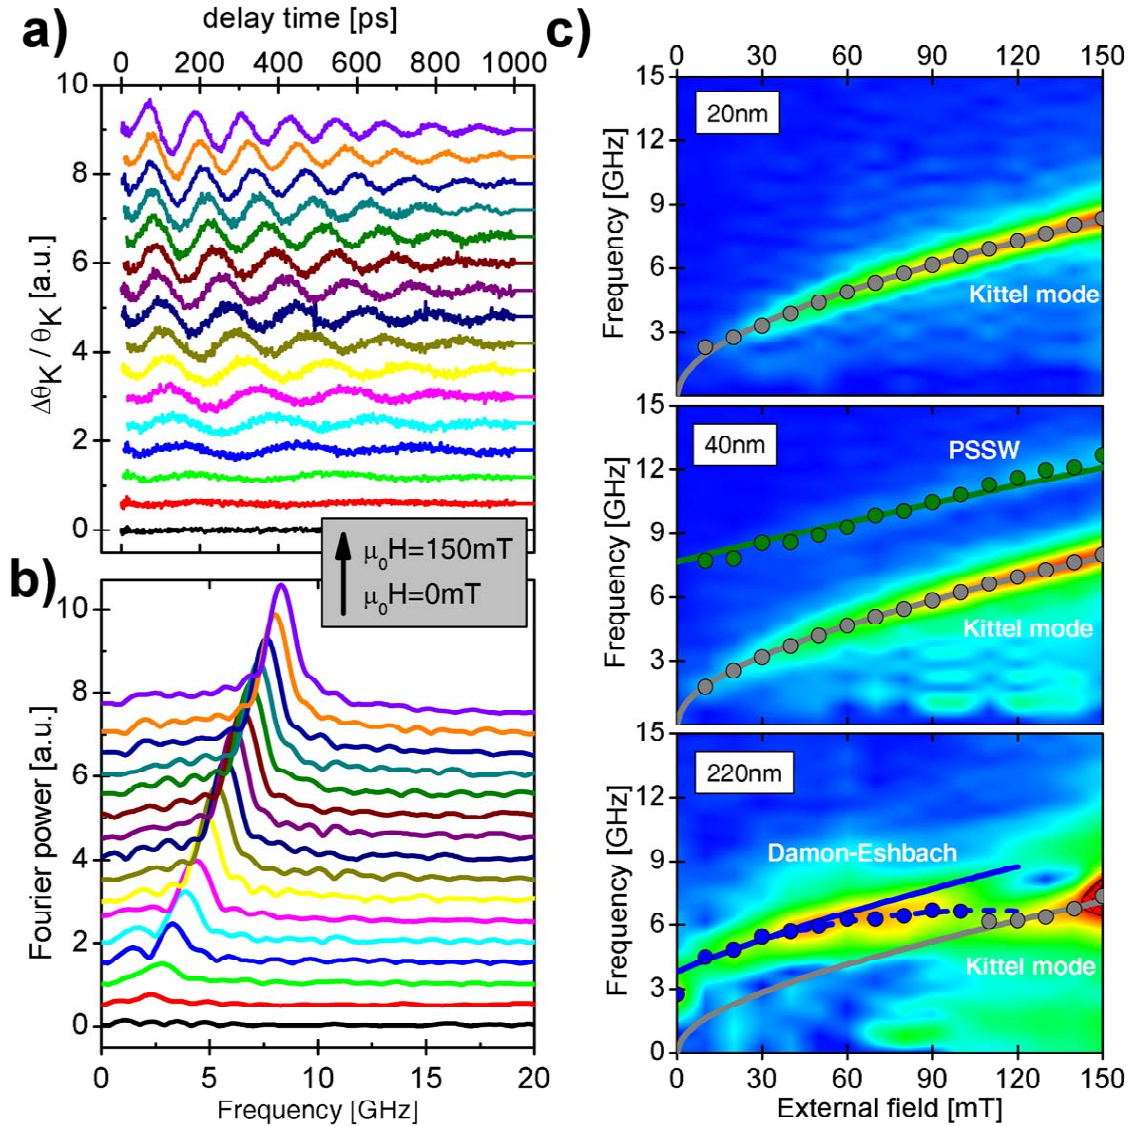 a)
delay time [ps]
0 200 400 600 800 1000
10
8
6
4
2
0
ΔθK / θK [a.u.]
μ0H=150mT
μ0H=0mT
b)
10
8
6
4
2
0
Fourier power [a.u.]
0 5 10 15 20
Frequency [GHz]
c)
0 30 60 90 120 150
15
12
9
6
3
Frequency [GHz]
20nm
Kittel mode
15
12
9
6
3
Frequency [GHz]
40nm
PSSW
Kittel mode
15
12
9
6
3
0
Frequency [GHz]
220nm
Damon-Eshbach
Kittel mode
0 30 60 90 120 150
External field [mT]